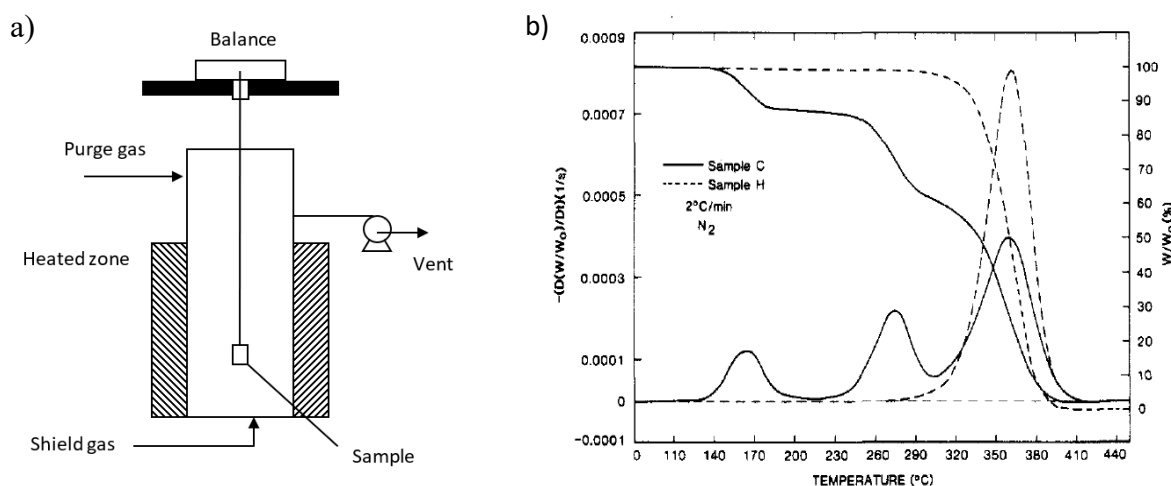 a)
Balance
Purge gas
Heated zone
Vent
Shield gas
Sample
b)
0.0009
0.0007
0.0005
0.0003
0.0001
0
−0.0001
-(D(W/W₀)/Dt)(1/s)
Sample C
Sample H
2°C/min
N₂
100
90
80
70
60
50
40
30
20
10
0
W/W₀(%)
80 110 140 170 200 230 260 290 320 350 380 410 440
TEMPERATURE (°C)